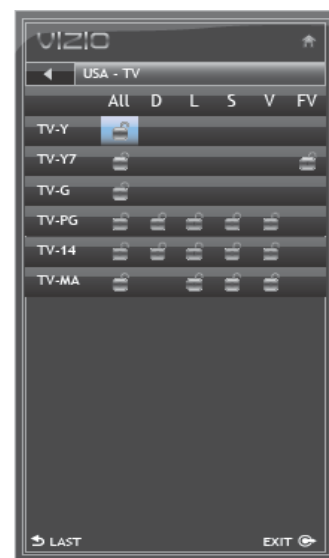 VIZIO
USA - TV
All D L S V FV
TV-Y
TV-Y7
TV-G
TV-PG
TV-14
TV-MA
LAST EXIT